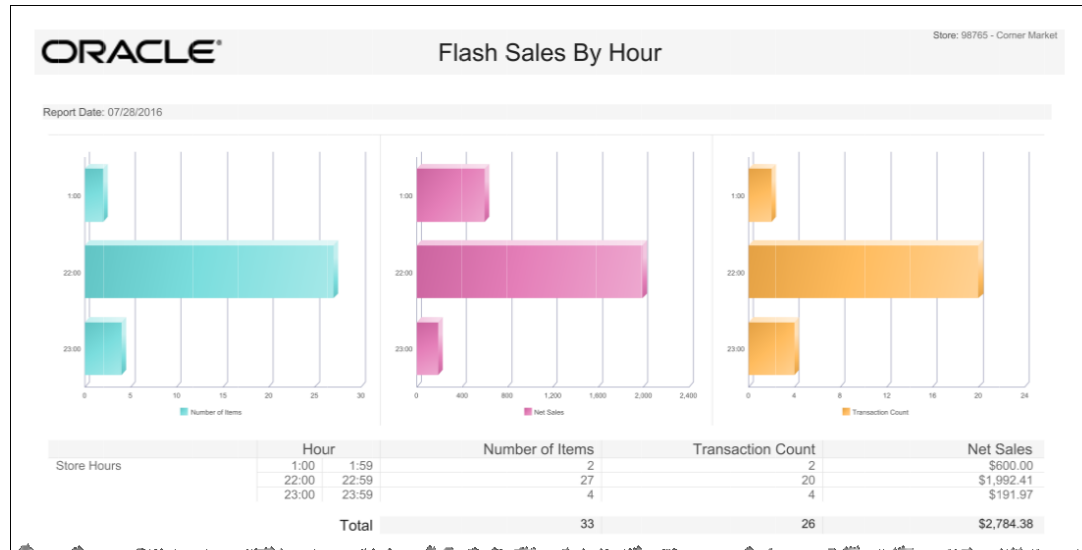 Store: 98765 - Corner Market
ORACLE®
Flash Sales By Hour
Report Date: 07/28/2016
1:00
22:00
23:00
0 5 10 15 20 25 30
Number of Items
1:00
22:00
23:00
0 400 800 1,200 1,600 2,000 2,400
Net Sales
1:00
22:00
23:00
0 4 8 12 16 20 24
Transaction Count
Hour Number of Items Transaction Count Net Sales
Store Hours 1:00 1:59 2 2 $600.00
22:00 22:59 27 20 $1,992.41
23:00 23:59 4 4 $191.97
Total 33 26 $2,784.38